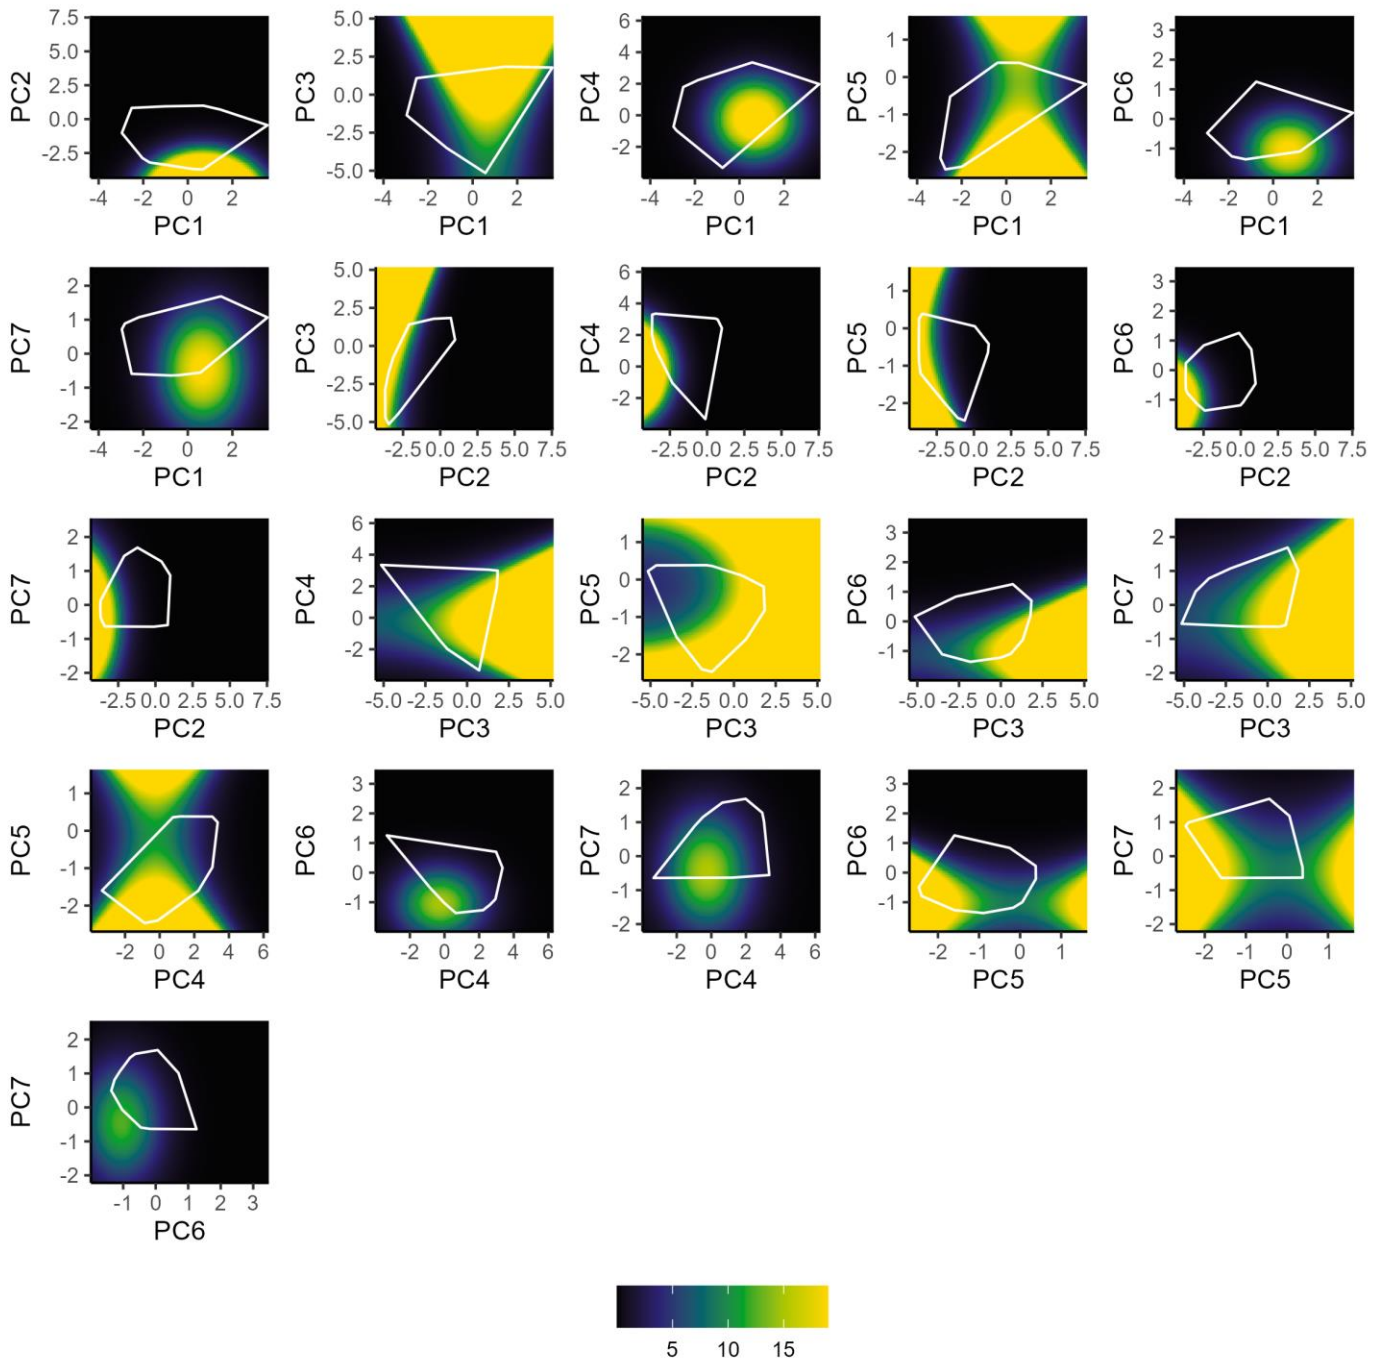 PC2 7.5 5.0 2.5 0.0 -2.5 -4 -2 0 2 PC1
PC3 5.0 2.5 0.0 -2.5 -5.0 -4 -2 0 2 PC1
PC4 6 4 2 0 -2 -4 -2 0 2 PC1
PC5 1 0 -1 -2 -4 -2 0 2 PC1
PC6 3 2 1 0 -1 -4 -2 0 2 PC1
PC7 2 1 0 -1 -2 -4 -2 0 2 PC1
PC3 5.0 2.5 0.0 -2.5 -5.0 -2.5 0.0 2.5 5.0 7.5 PC2
PC4 6 4 2 0 -2 -2.5 0.0 2.5 5.0 7.5 PC2
PC5 1 0 -1 -2 -2.5 0.0 2.5 5.0 7.5 PC2
PC6 3 2 1 0 -1 -2.5 0.0 2.5 5.0 7.5 PC2
PC7 2 1 0 -1 -2 -2.5 0.0 2.5 5.0 7.5 PC2
PC4 6 4 2 0 -2 -5.0 -2.5 0.0 2.5 5.0 PC3
PC5 1 0 -1 -2 -5.0 -2.5 0.0 2.5 5.0 PC3
PC6 3 2 1 0 -1 -5.0 -2.5 0.0 2.5 5.0 PC3
PC7 2 1 0 -1 -2 -5.0 -2.5 0.0 2.5 5.0 PC3
PC5 1 0 -1 -2 -2 0 2 4 6 PC4
PC6 3 2 1 0 -1 -2 0 2 4 6 PC4
PC7 2 1 0 -1 -2 -2 0 2 4 6 PC4
PC6 3 2 1 0 -1 -2 -1 0 1 PC5
PC7 2 1 0 -1 -2 -2 -1 0 1 PC5
PC7 2 1 0 -1 -2 -1 0 1 2 3 PC6
5 10 15